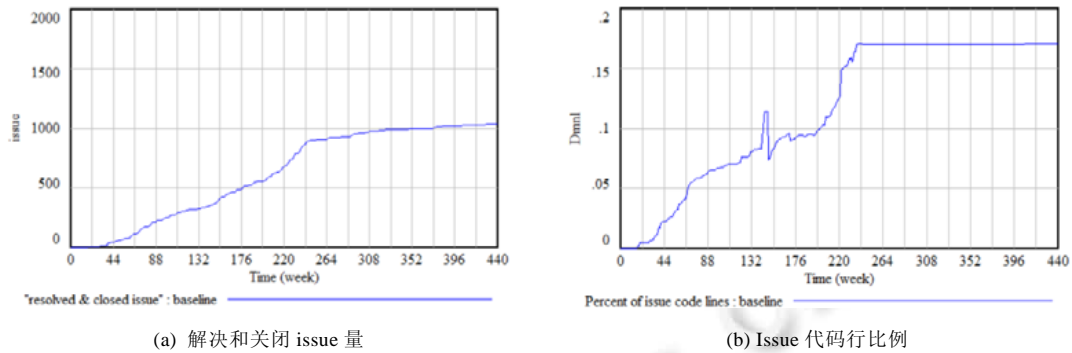 2000
1500
1000
500
0
issue
0 44 88 132 176 220 264 308 352 396 440
Time (week)
"resolved & closed issue" : baseline
(a) 解决和关闭 issue 量
.2
.15
.1
.05
0
Dmnl
0 44 88 132 176 220 264 308 352 396 440
Time (week)
Percent of issue code lines : baseline
(b) Issue 代码行比例